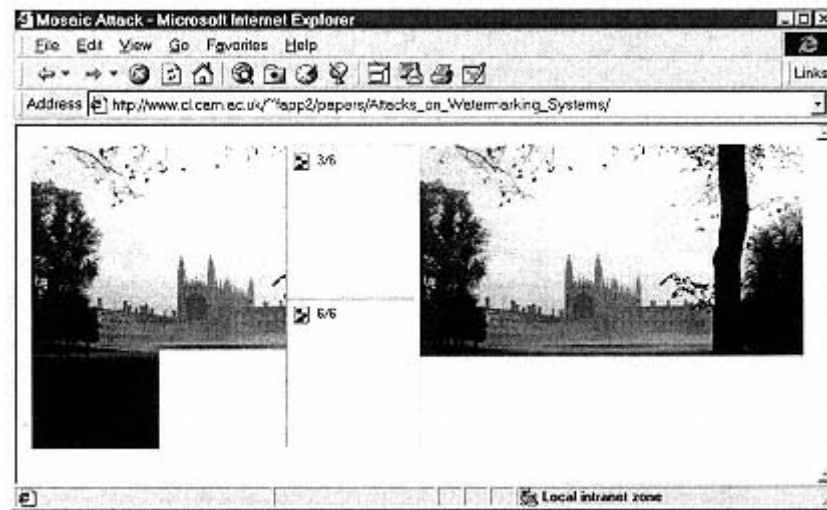 Mosaic Attack - Microsoft Internet Explorer
File Edit View Go Favorites Help
Links
Address http://www.cl.cam.ac.uk/~fapp2/papers/Attacks_on_Watermarking_Systems/
3/6
6/6
Local intranet zone